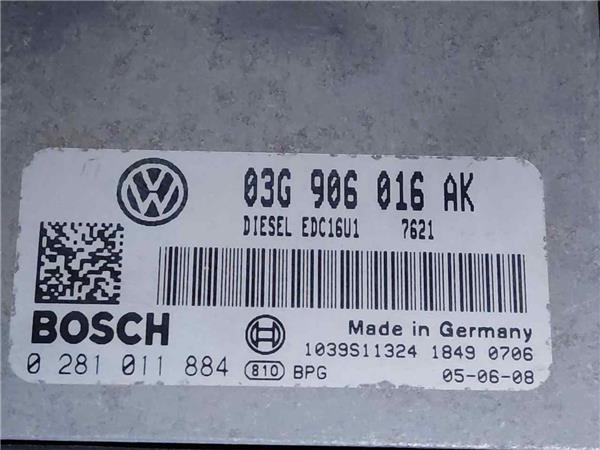 VW
03G 906 016 AK
DIESEL EDC16U1 7621
BOSCH
Made in Germany
1039S11324 1849 0706
0 281 011 884 810 BPG 05-06-08